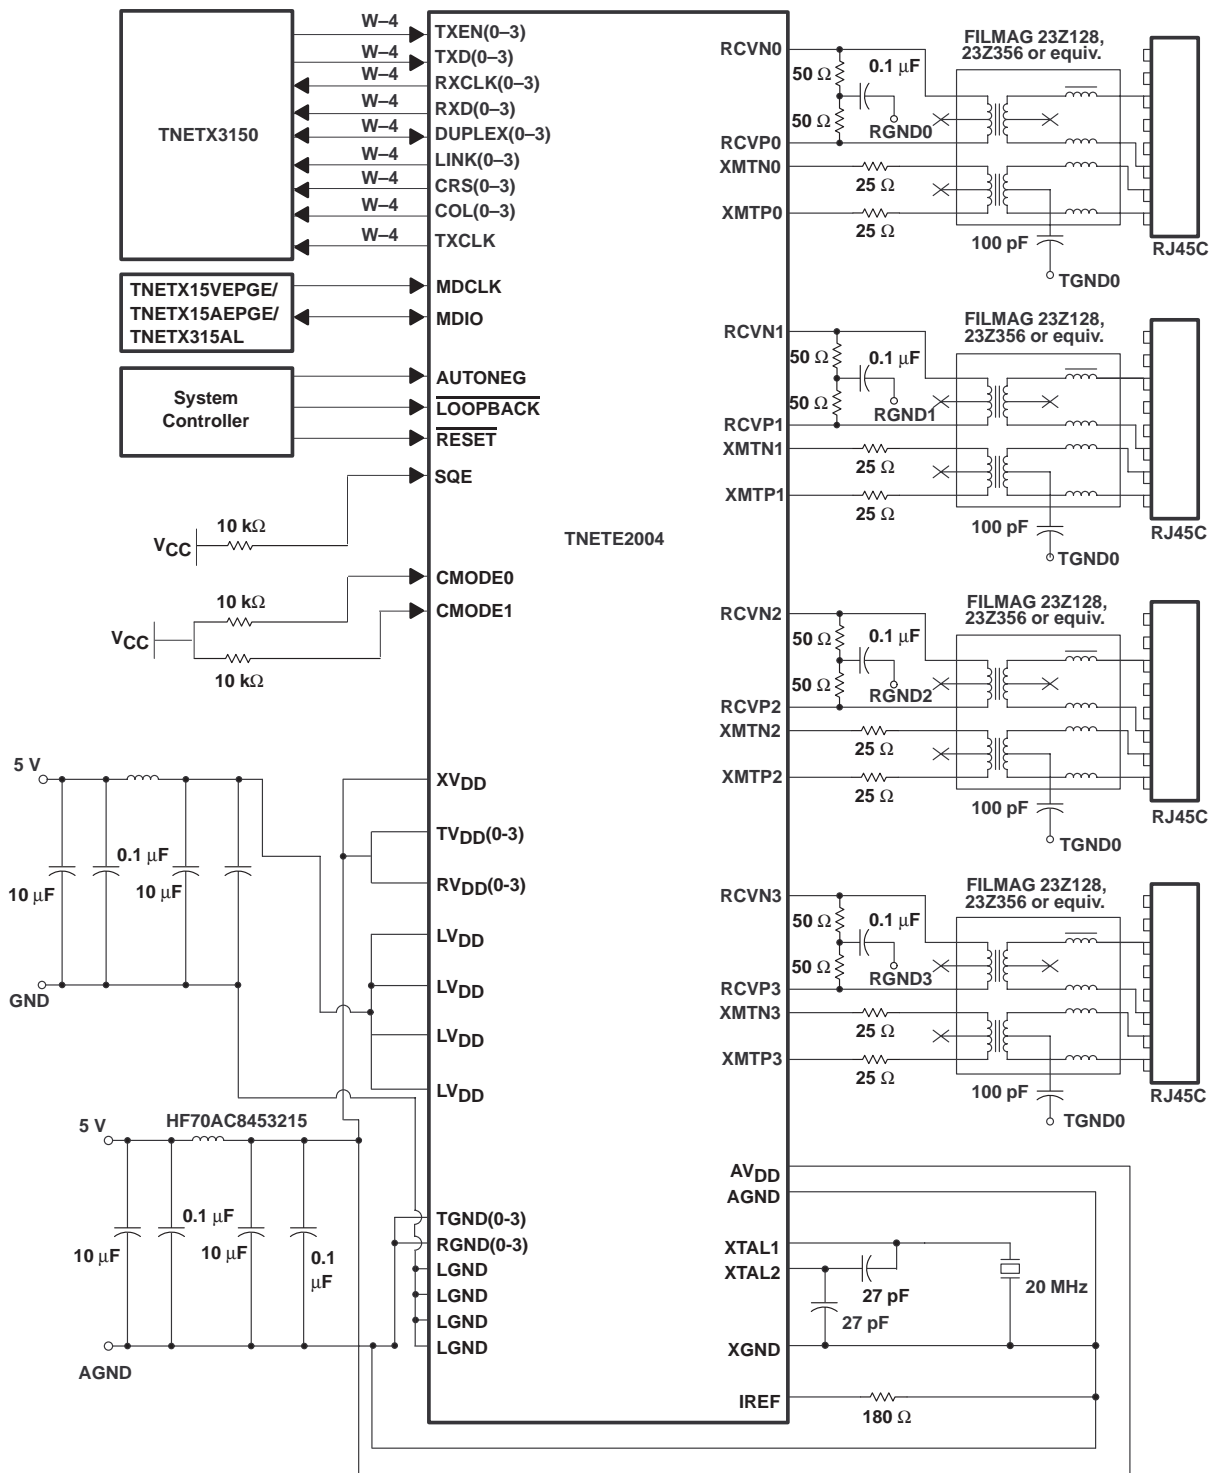 TNETX3150
W–4
W–4
W–4
W–4
W–4
W–4
W–4
W–4
W–4
TXEN(0–3)
TXD(0–3)
RXCLK(0–3)
RXD(0–3)
DUPLEX(0–3)
LINK(0–3)
CRS(0–3)
COL(0–3)
TXCLK
TNETX15VEPGE/
TNETX15AEPGE/
TNETX315AL
MDCLK
MDIO
System
Controller
AUTONEG
LOOPBACK
RESET
SQE
10 kΩ
VCC
CMODE0
CMODE1
10 kΩ
VCC
10 kΩ
TNETE2004
5 V
0.1 μF
10 μF
10 μF
GND
XVDD
TVDD(0-3)
RVDD(0-3)
LVDD
LVDD
LVDD
LVDD
HF70AC8453215
5 V
0.1 μF
10 μF
10 μF
0.1
μF
AGND
TGND(0-3)
RGND(0-3)
LGND
LGND
LGND
LGND
RCVN0
RCVP0
XMTN0
XMTP0
50 Ω
0.1 μF
50 Ω
RGND0
25 Ω
25 Ω
FILMAG 23Z128,
23Z356 or equiv.
100 pF
TGND0
RJ45C
RCVN1
RCVP1
XMTN1
XMTP1
50 Ω
0.1 μF
50 Ω
RGND1
25 Ω
25 Ω
FILMAG 23Z128,
23Z356 or equiv.
100 pF
TGND0
RJ45C
RCVN2
RCVP2
XMTN2
XMTP2
50 Ω
0.1 μF
50 Ω
RGND2
25 Ω
25 Ω
FILMAG 23Z128,
23Z356 or equiv.
100 pF
TGND0
RJ45C
RCVN3
RCVP3
XMTN3
XMTP3
50 Ω
0.1 μF
50 Ω
RGND3
25 Ω
25 Ω
FILMAG 23Z128,
23Z356 or equiv.
100 pF
TGND0
RJ45C
AVDD
AGND
XTAL1
XTAL2
27 pF
27 pF
20 MHz
XGND
IREF
180 Ω